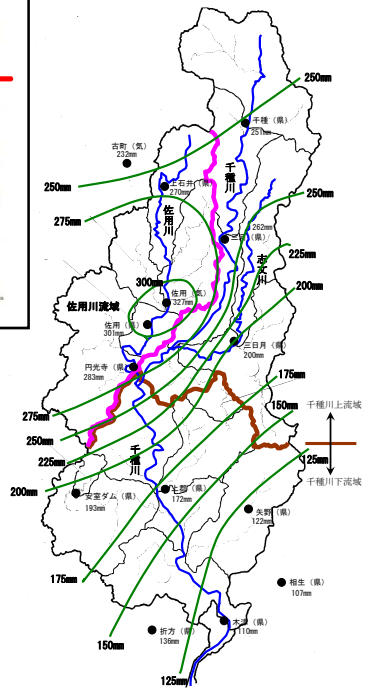 250mm
千種（県）
251mm
古町（気）
232mm
千種川
250mm
上石井（県）
270mm
250mm
275mm
佐用川
262mm
三河（県）
志文川
225mm
300mm
佐用（気）
327mm
200mm
佐用川流域
佐用（県）
301mm
三日月（県）
200mm
円光寺（県）
283mm
175mm
275mm
150mm
千種川上流域
250mm
225mm
千種川
125mm
千種川下流域
200mm
安室ダム（県）
193mm
上郡（県）
172mm
矢野（県）
122mm
175mm
相生（県）
107mm
木津（県）
110mm
折方（県）
136mm
150mm
125mm